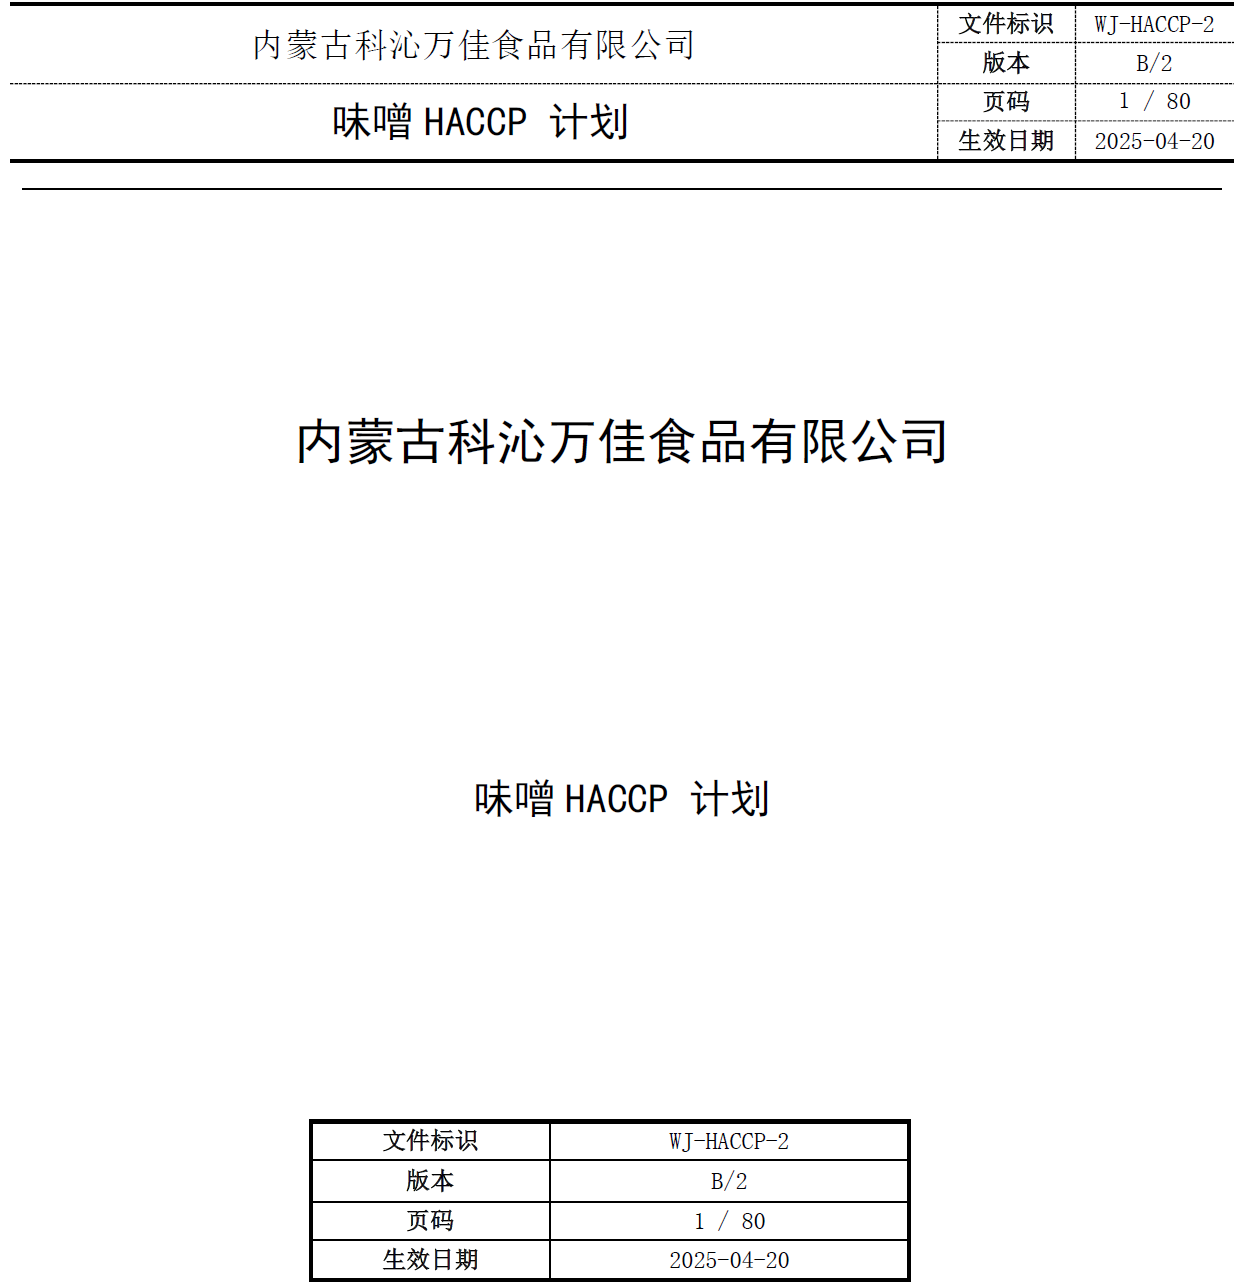 内蒙古科沁万佳食品有限公司
文件标识 WJ-HACCP-2
版本 B/2
味噌 HACCP 计划
页码 1 / 80
生效日期 2025-04-20
内蒙古科沁万佳食品有限公司
味噌 HACCP 计划
文件标识 WJ-HACCP-2
版本 B/2
页码 1 / 80
生效日期 2025-04-20